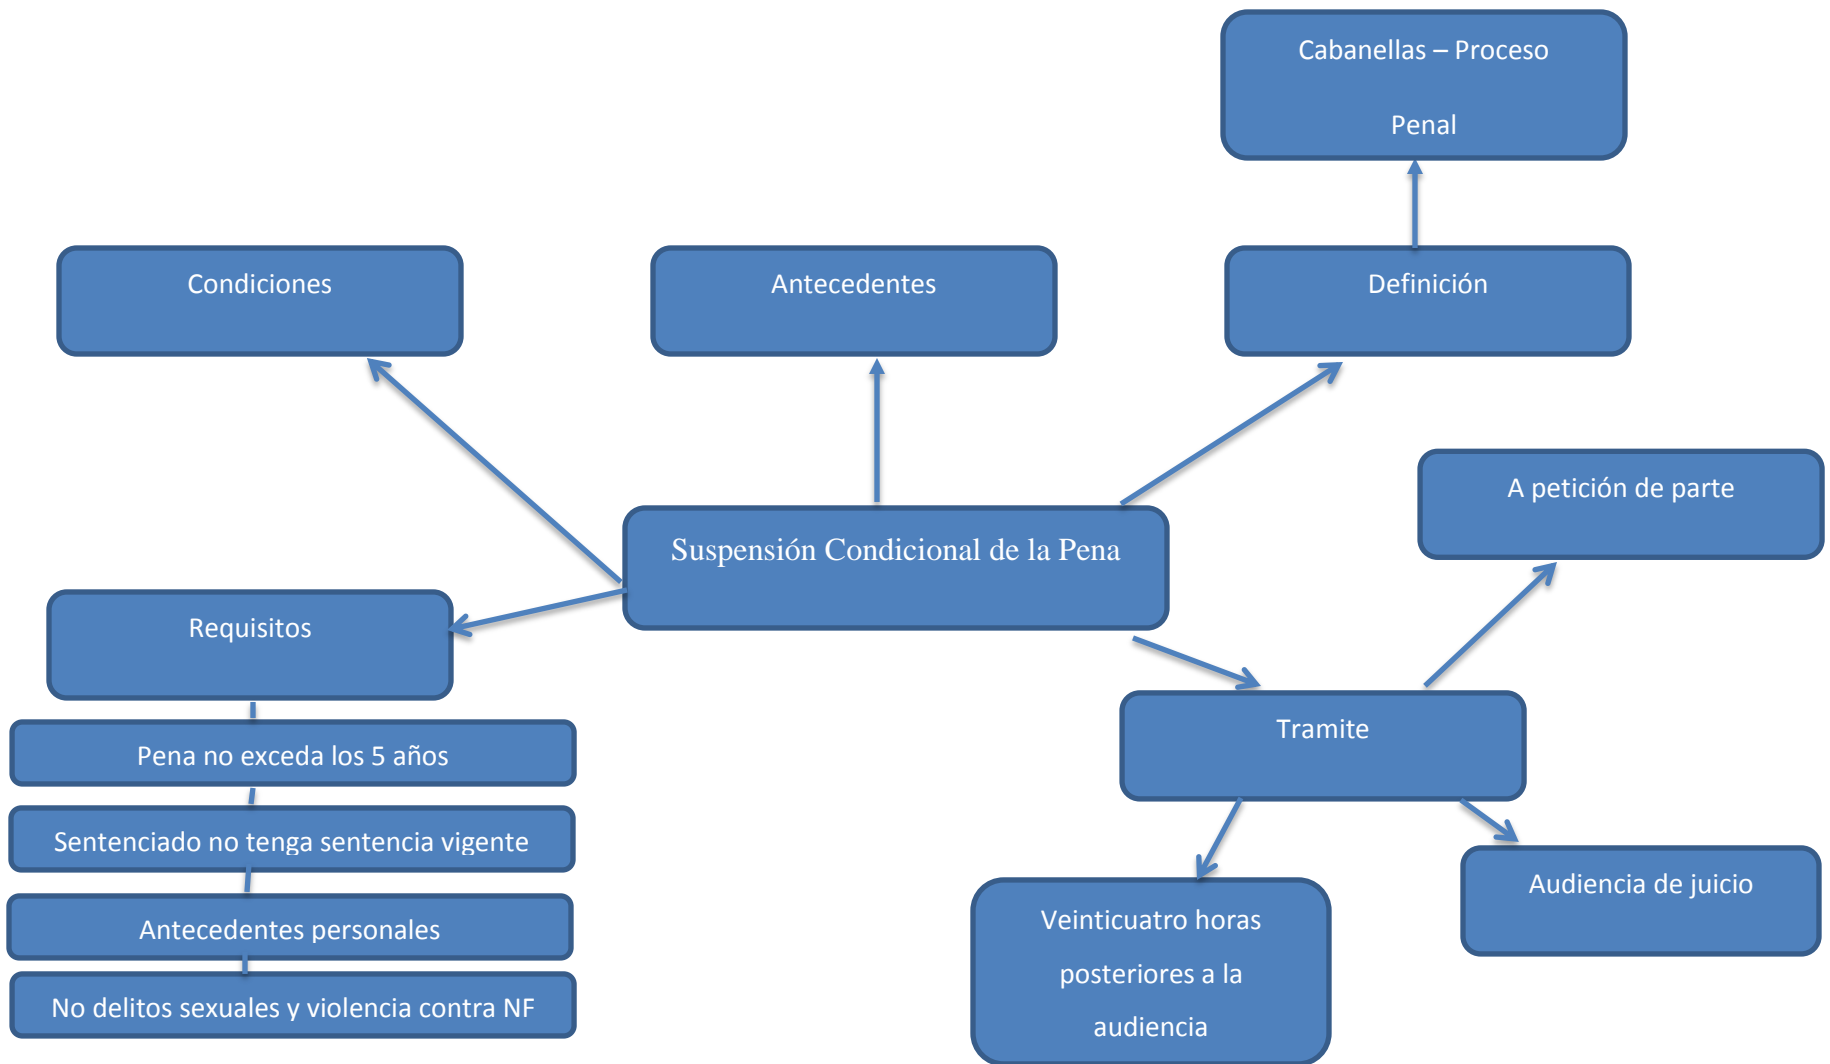 Cabanellas – Proceso
Penal
Condiciones
Antecedentes
Definición
A petición de parte
Suspensión Condicional de la Pena
Requisitos
Tramite
Pena no exceda los 5 años
Sentenciado no tenga sentencia vigente
Antecedentes personales
No delitos sexuales y violencia contra NF
Audiencia de juicio
Veinticuatro horas
posteriores a la
audiencia